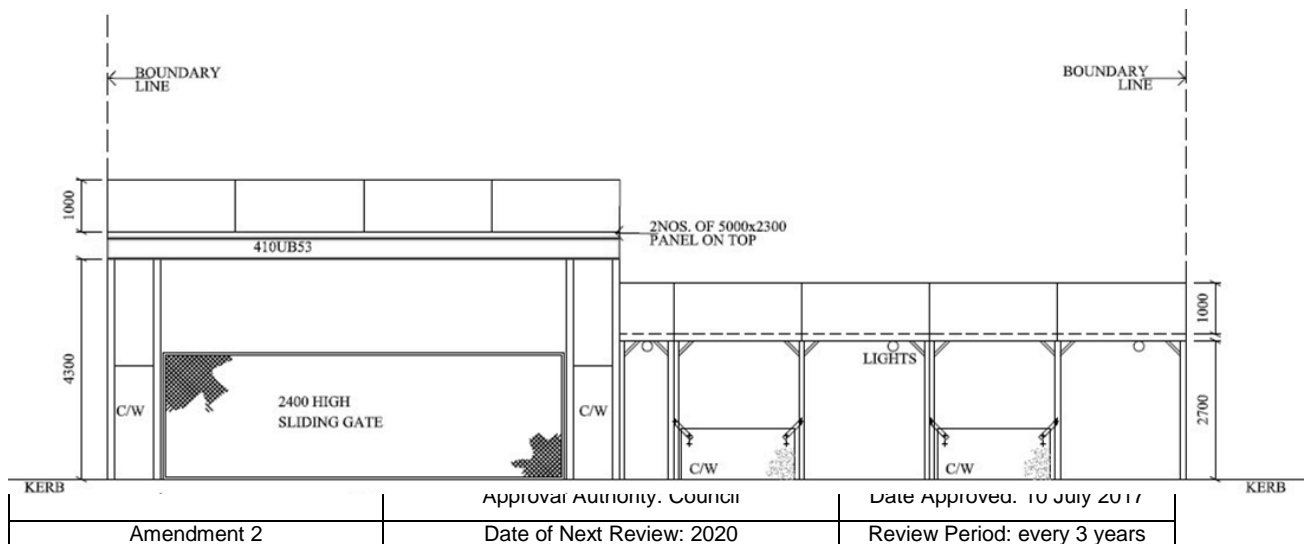 BOUNDARY
LINE
BOUNDARY
LINE
1000
2NOS. OF 5000x2300
PANEL ON TOP
410UB53
1000
LIGHTS
4300
2400 HIGH
SLIDING GATE
C/W
C/W
2700
C/W
C/W
KERB
KERB
Approval Authority: Council
Date Approved: 10 July 2017
Amendment 2
Date of Next Review: 2020
Review Period: every 3 years